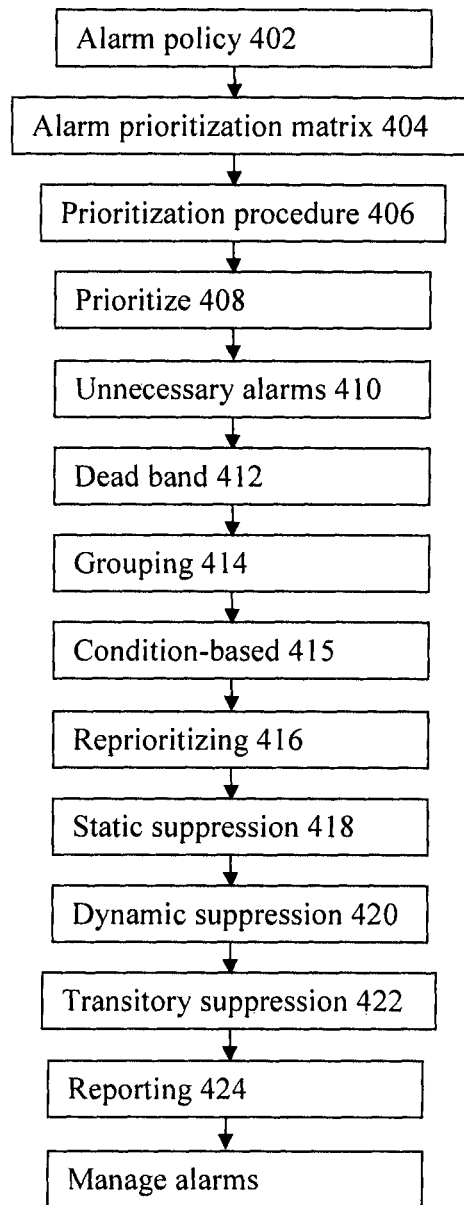 Alarm policy 402
Alarm prioritization matrix 404
Prioritization procedure 406
Prioritize 408
Unnecessary alarms 410
Dead band 412
Grouping 414
Condition-based 415
Reprioritizing 416
Static suppression 418
Dynamic suppression 420
Transitory suppression 422
Reporting 424
Manage alarms